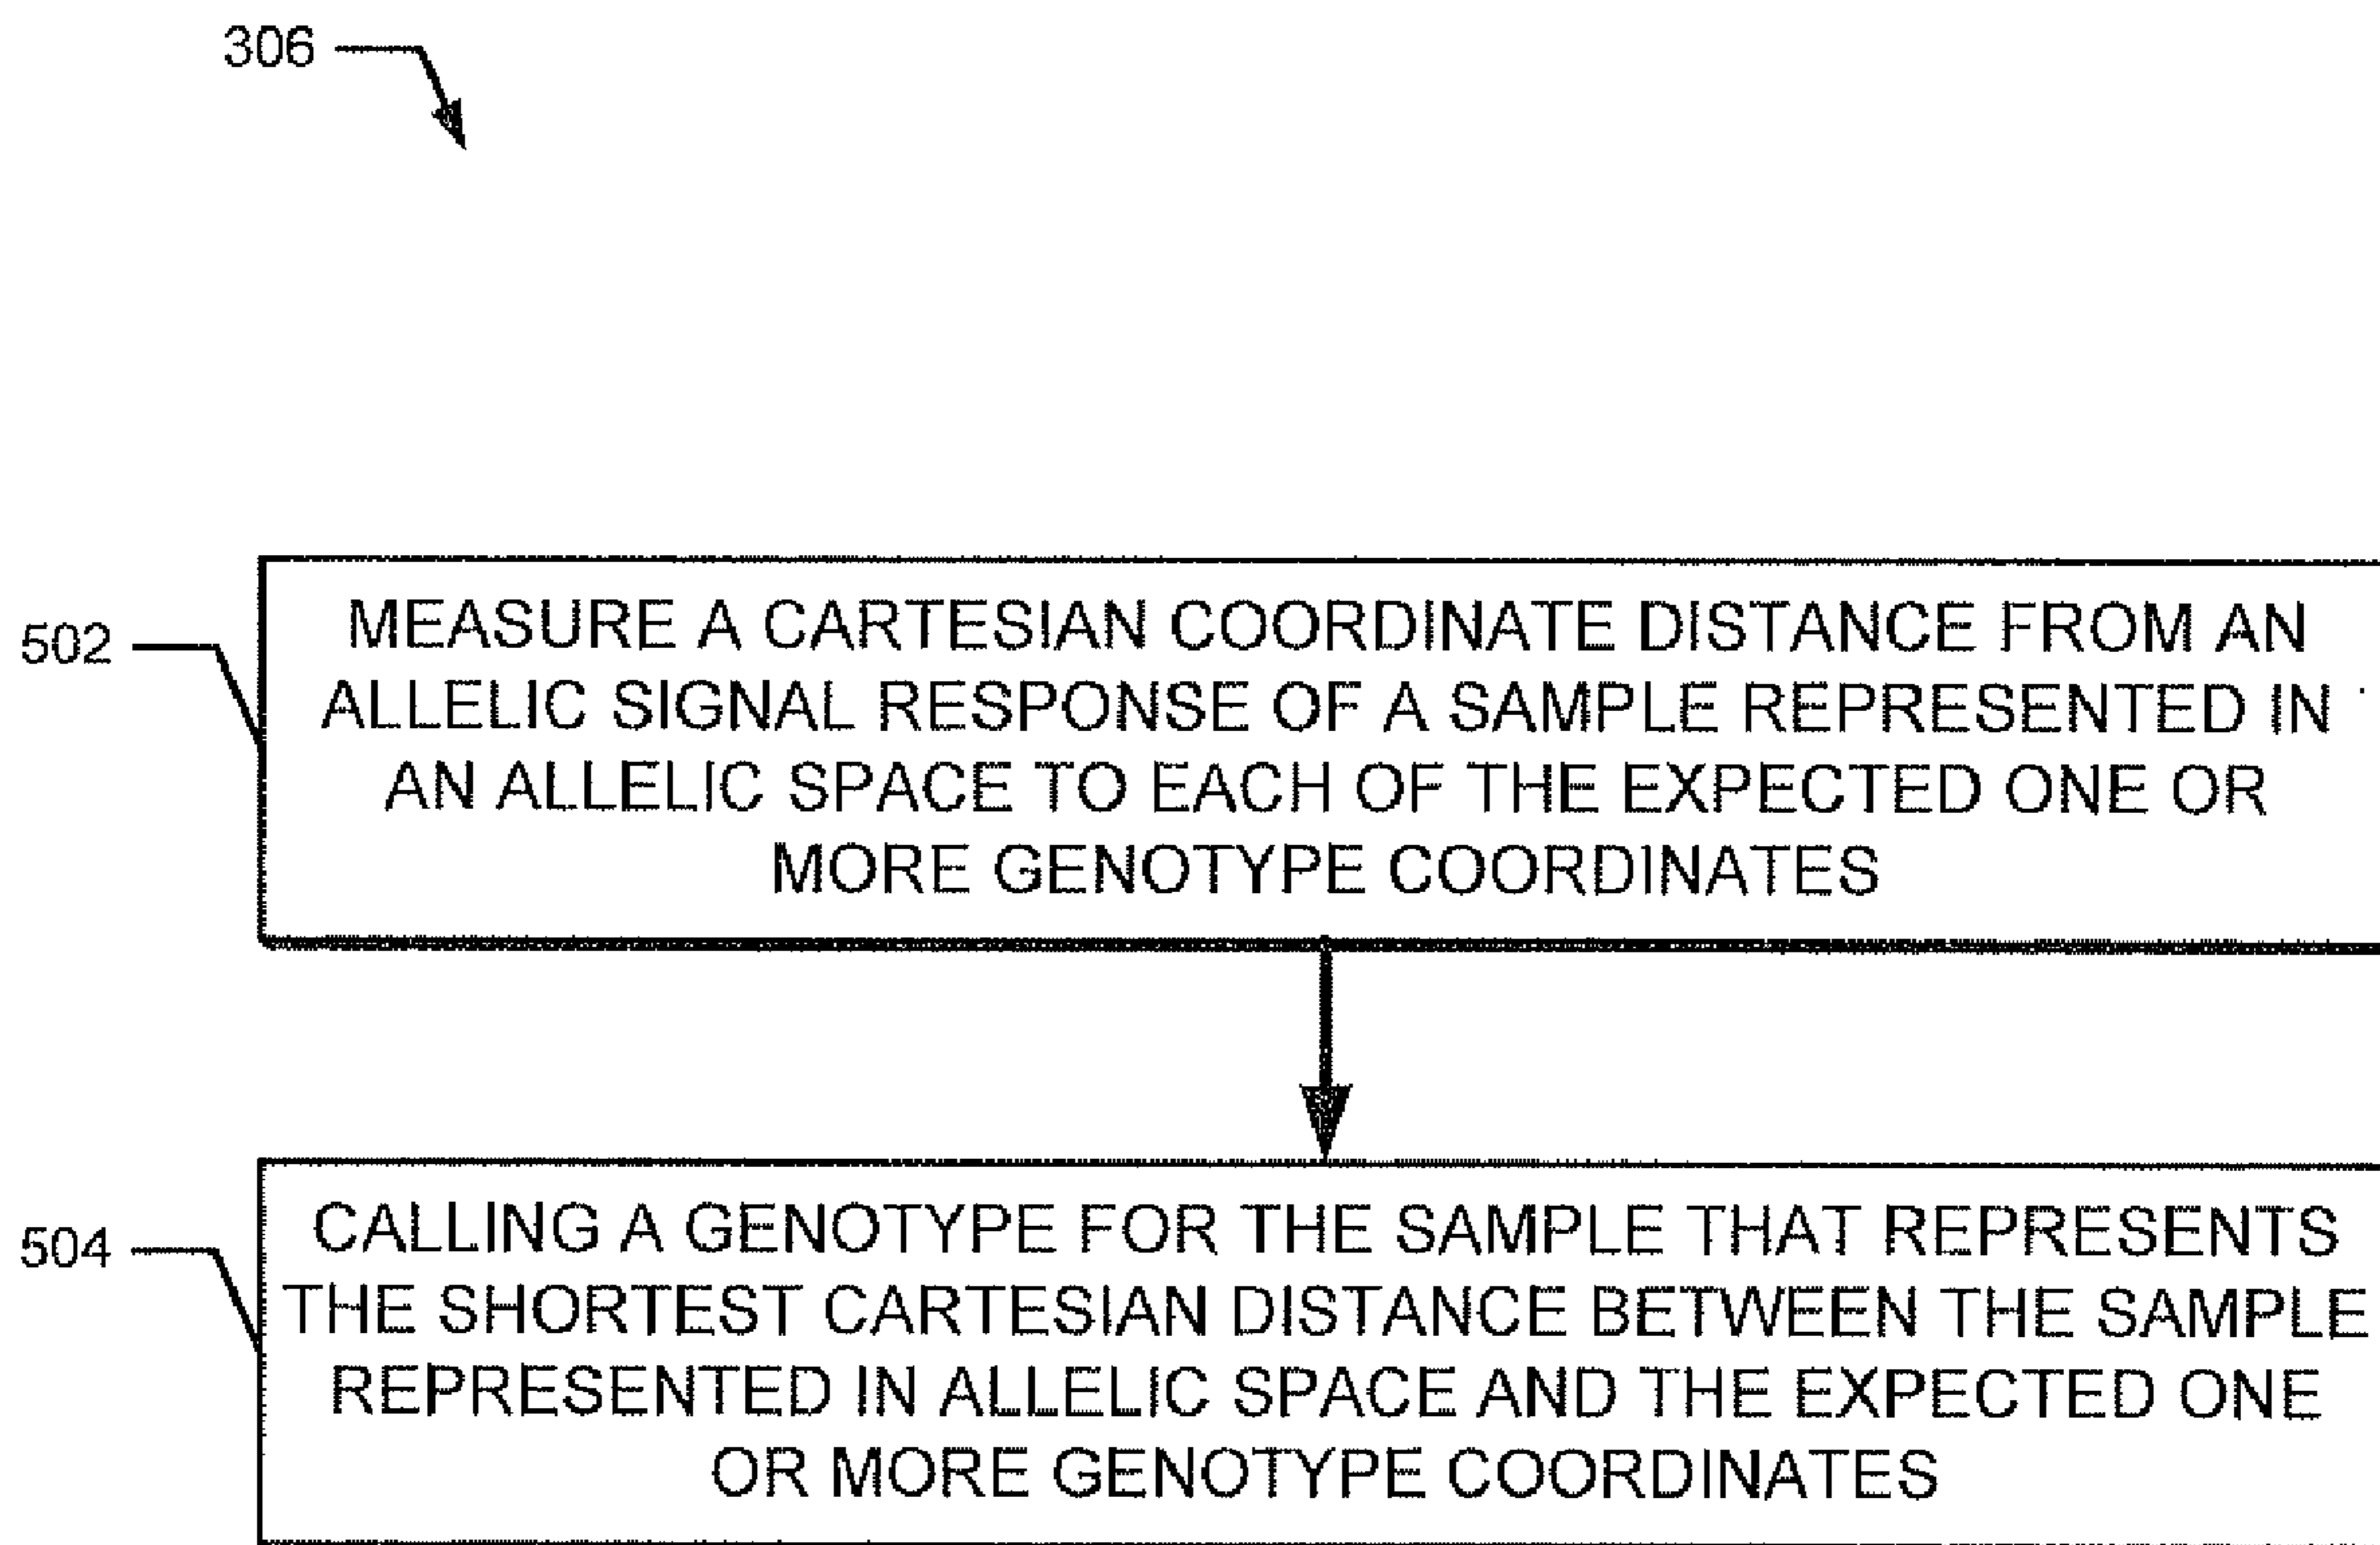 306
502
MEASURE A CARTESIAN COORDINATE DISTANCE FROM AN
ALLELIC SIGNAL RESPONSE OF A SAMPLE REPRESENTED IN
AN ALLELIC SPACE TO EACH OF THE EXPECTED ONE OR
MORE GENOTYPE COORDINATES
504
CALLING A GENOTYPE FOR THE SAMPLE THAT REPRESENTS
THE SHORTEST CARTESIAN DISTANCE BETWEEN THE SAMPLE
REPRESENTED IN ALLELIC SPACE AND THE EXPECTED ONE
OR MORE GENOTYPE COORDINATES